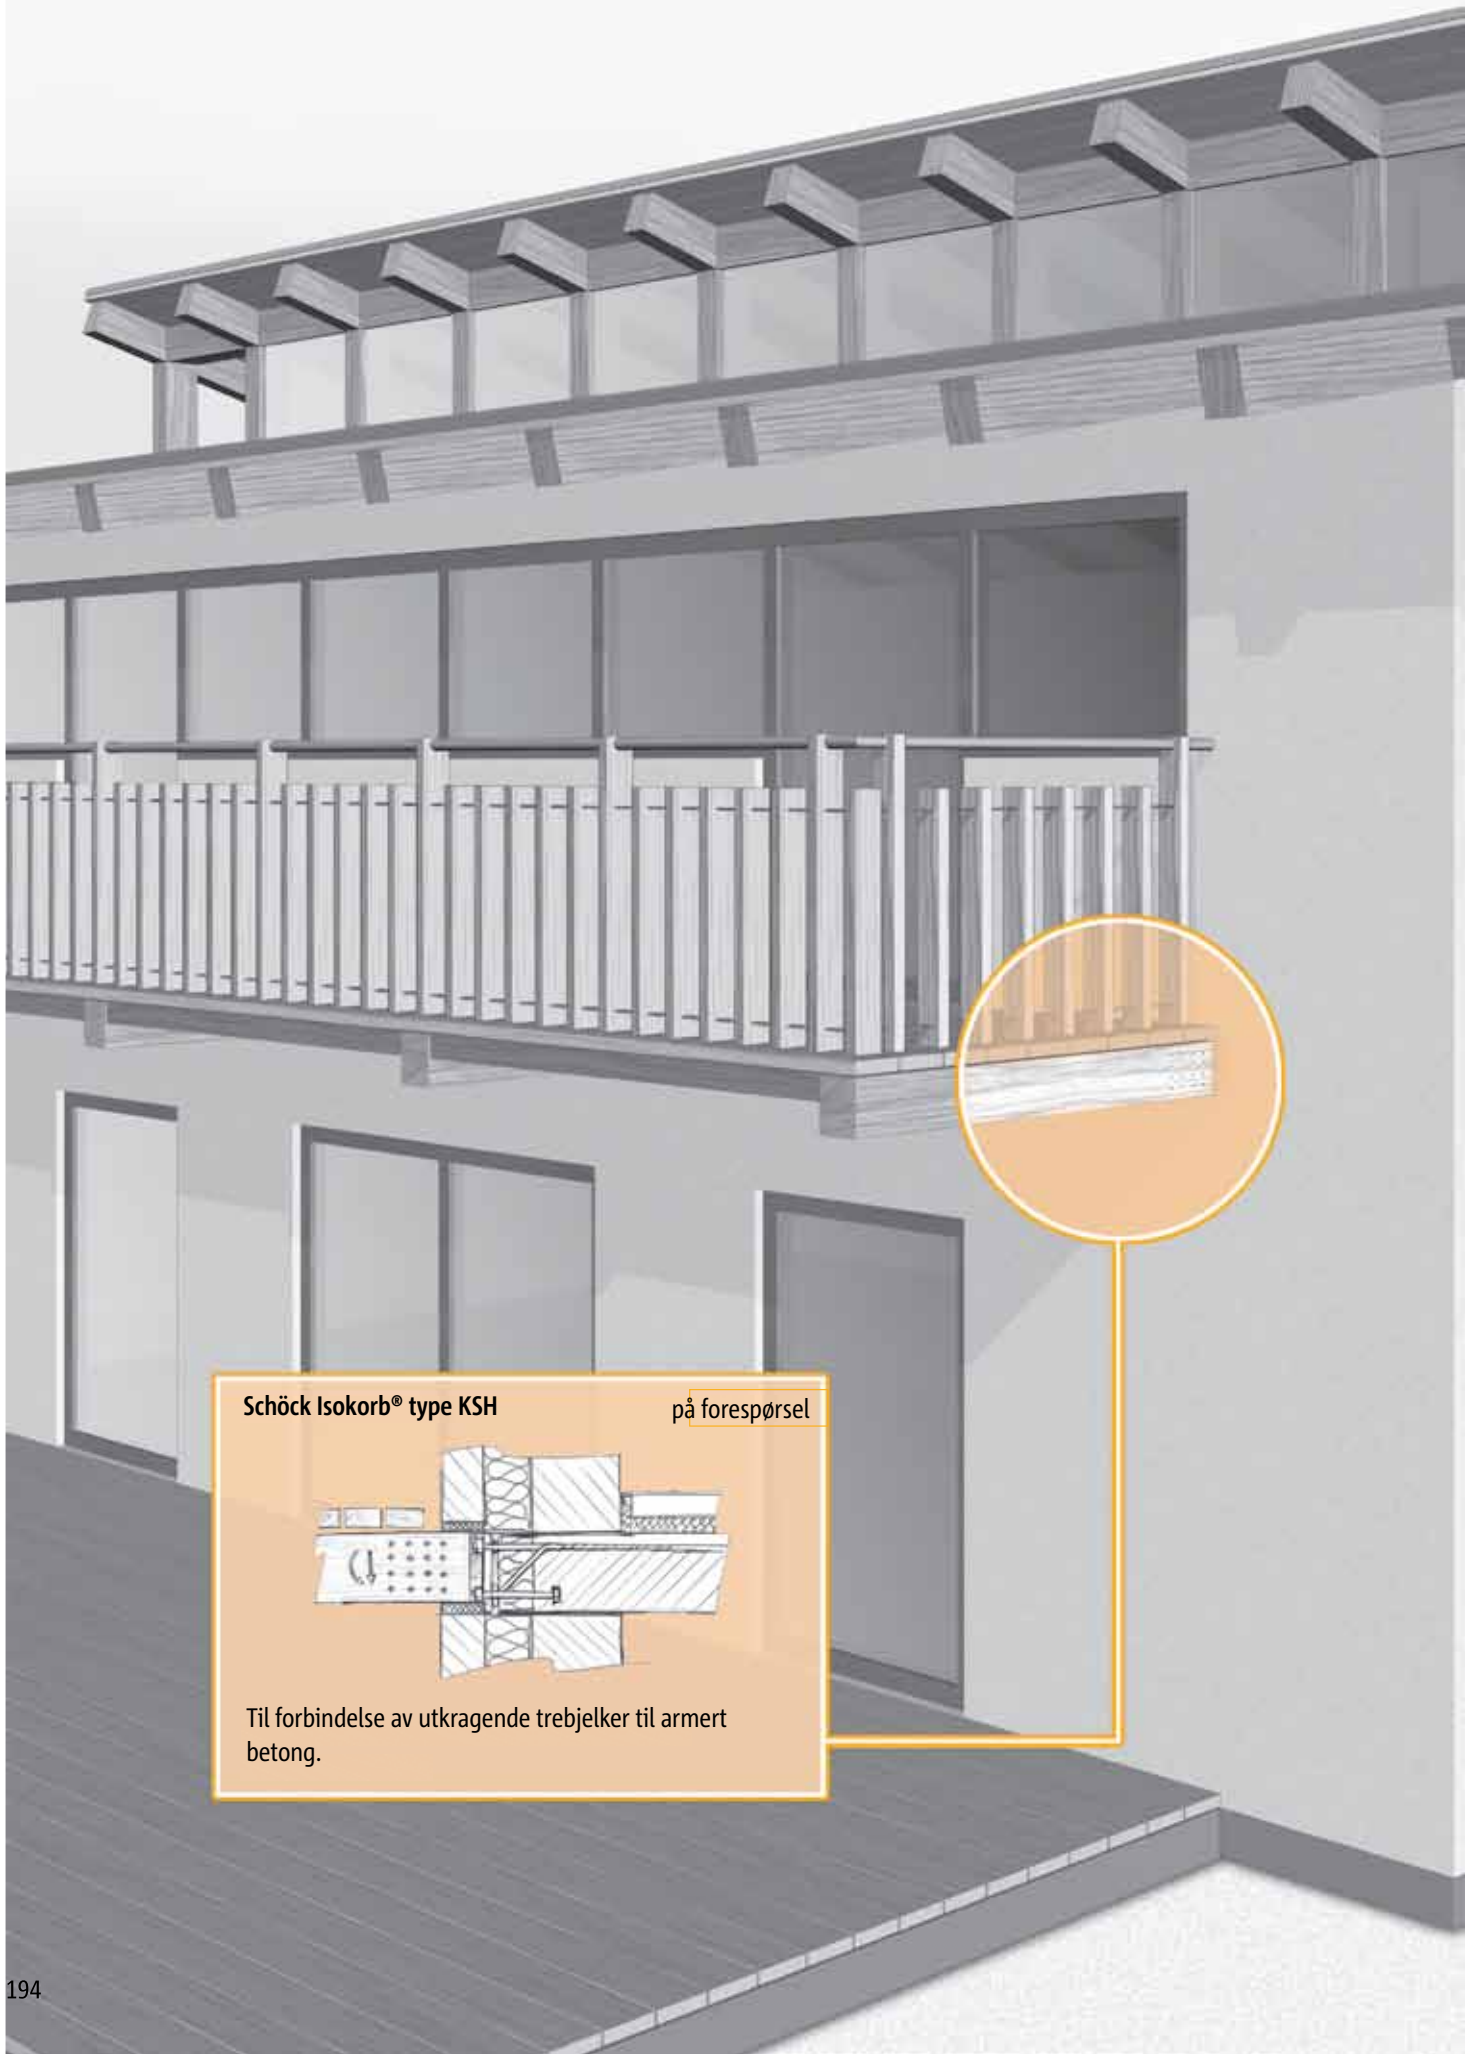 Schöck Isokorb® type KSH på forespørsel
Til forbindelse av utkragende trebjelker til armert
betong.
194